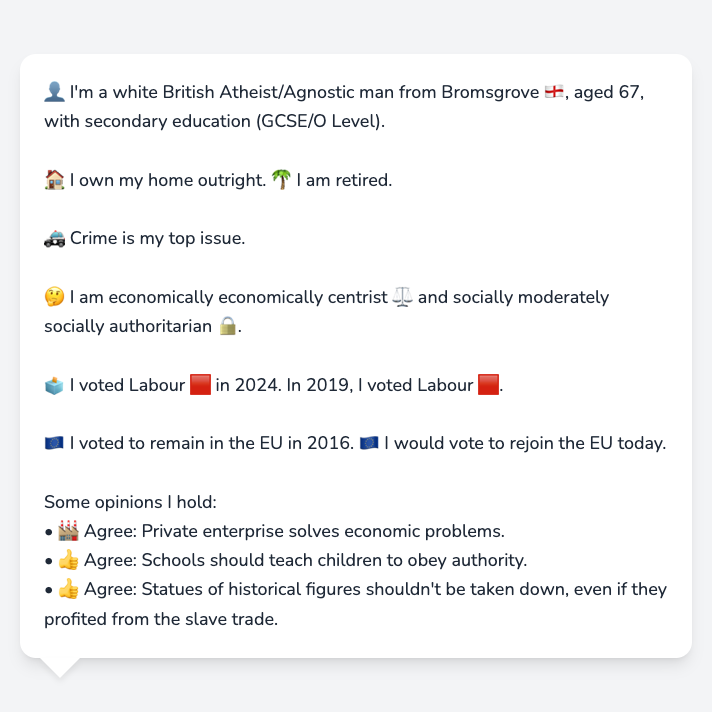 👤 I'm a white British Atheist/Agnostic man from Bromsgrove 🏴󠁧󠁢󠁥󠁮󠁧󠁿, aged 67,
with secondary education (GCSE/O Level).
🏠 I own my home outright. 🌴 I am retired.
🚓 Crime is my top issue.
🤔 I am economically economically centrist ⚖️ and socially moderately
socially authoritarian 🔒.
🗳️ I voted Labour 🟥 in 2024. In 2019, I voted Labour 🟥.
🇪🇺 I voted to remain in the EU in 2016. 🇪🇺 I would vote to rejoin the EU today.
Some opinions I hold:
• 🏭 Agree: Private enterprise solves economic problems.
• 👍 Agree: Schools should teach children to obey authority.
• 👍 Agree: Statues of historical figures shouldn't be taken down, even if they
profited from the slave trade.